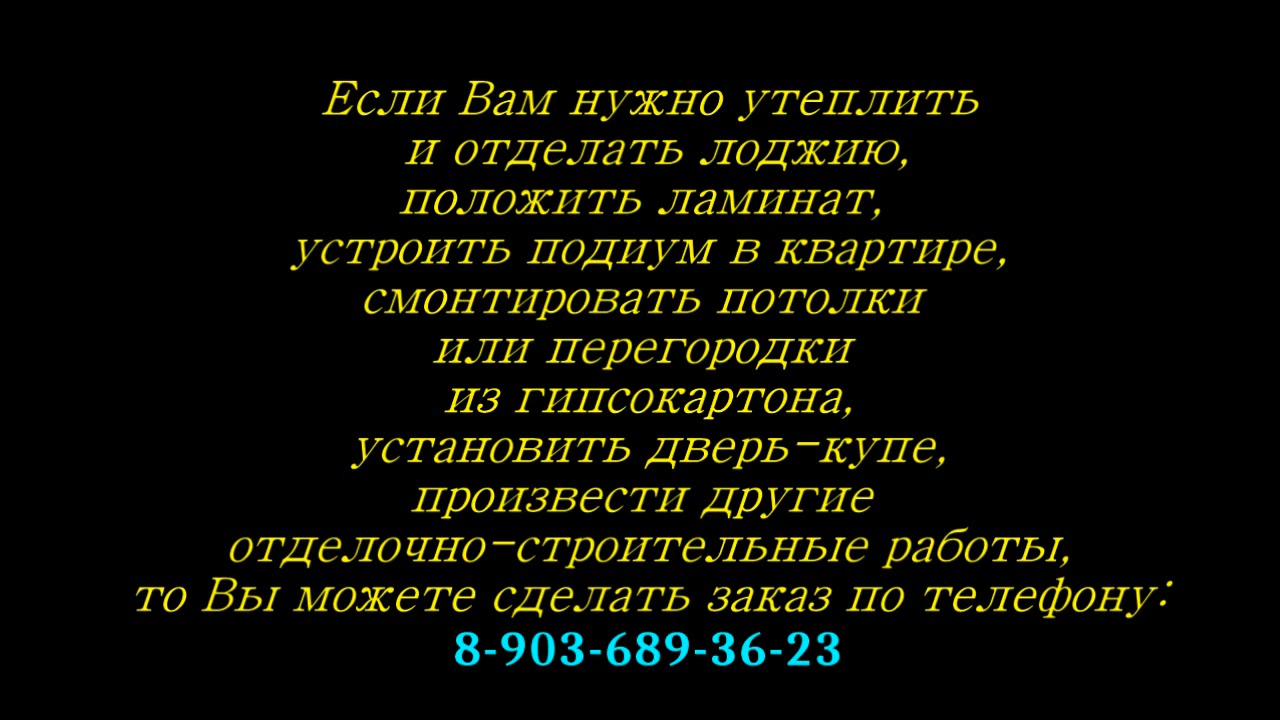 Если Вам нужно утеплить
и отделать лоджию,
положить ламинат,
устроить подиум в квартире,
смонтировать потолки
или перегородки
из гипсокартона,
установить дверь-купе,
произвести другие
отделочно-строительные работы,
то Вы можете сделать заказ по телефону:
8-903-689-36-23